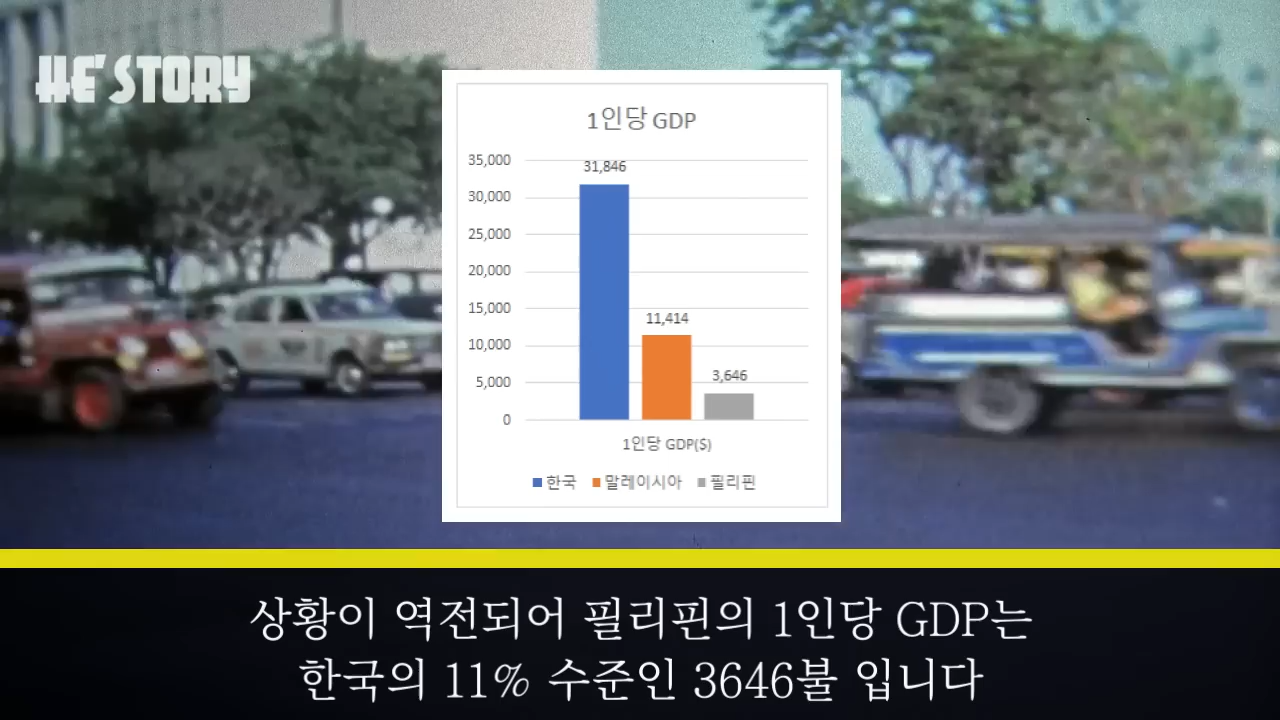 HE'STORY
1인당 GDP
35,000
31,846
30,000
25,000
20,000
15,000
11,414
10,000
5,000
3,646
0
1인당 GDP($)
한국 말레이시아 필리핀
상황이 역전되어 필리핀의 1인당 GDP는
한국의 11% 수준인 3646불 입니다